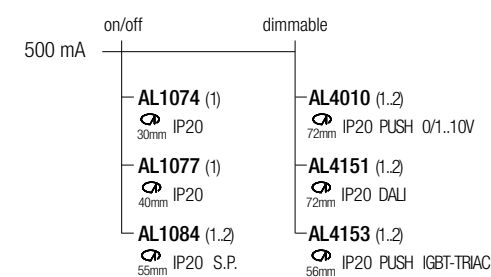 on/off dimmable
500 mA
AL1074 (1) AL4010 (1..2)
30mm IP20 72mm IP20 PUSH 0/1..10V
AL1077 (1) AL4151 (1..2)
40mm IP20 72mm IP20 DALI
AL1084 (1..2) AL4153 (1..2)
55mm IP20 S.P. 56mm IP20 PUSH IGBT-TRIAC